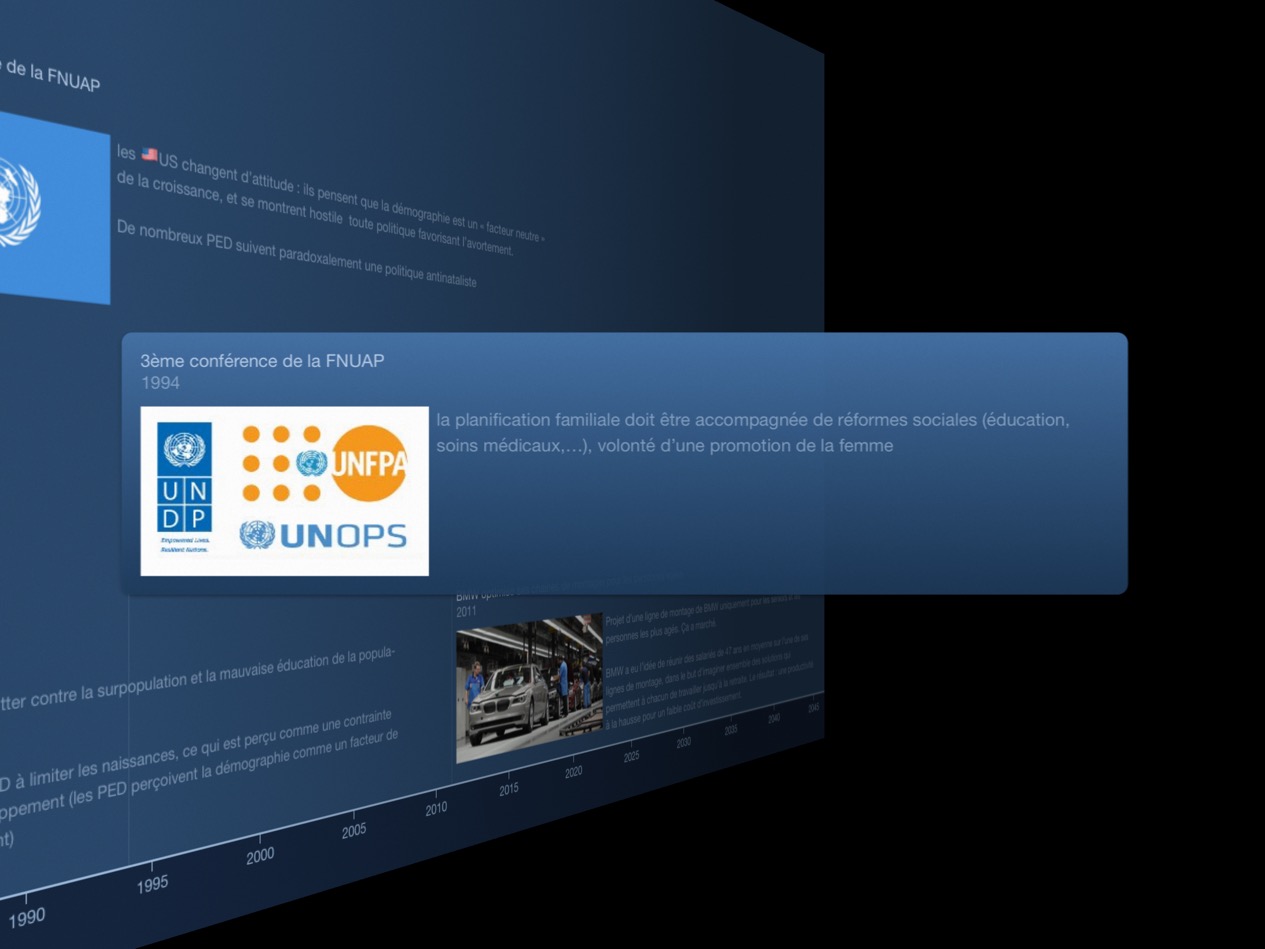 de la FNUAP
les 🇺🇸US changent d'attitude : ils pensent que la démographie est un « facteur neutre »
de la croissance, et se montrent hostile toute politique favorisant l'avortement.
De nombreux PED suivent paradoxalement une politique antinataliste
3ème conférence de la FNUAP
1994
la planification familiale doit être accompagnée de réformes sociales (éducation,
soins médicaux,…), volonté d'une promotion de la femme
UN
DP
Empowered lives.
Resilient nations.
UNFPA
UNOPS
BMW
2011
Projet d'une ligne de montage de BMW uniquement pour les
personnes les plus agés. Ça a marche.
BMW a eu l'idée de réunir des salariés de 47 ans en moyenne sur l'une de ses
lignes de montage, dans le but d'imaginer ensemble des solutions qui
permettent à chacun de travailler jusqu'à la retraite. Le résultat : une productivité
à la hausse pour un faible coût d'investissement.
tter contre la surpopulation et la mauvaise éducation de la popula-
D à limiter les naissances, ce qui est perçu comme une contrainte
ppement (les PED perçoivent la démographie comme un facteur de
nt)
1990
1995
2000
2005
2010
2015
2020
2025
2030
2035
2040
2045